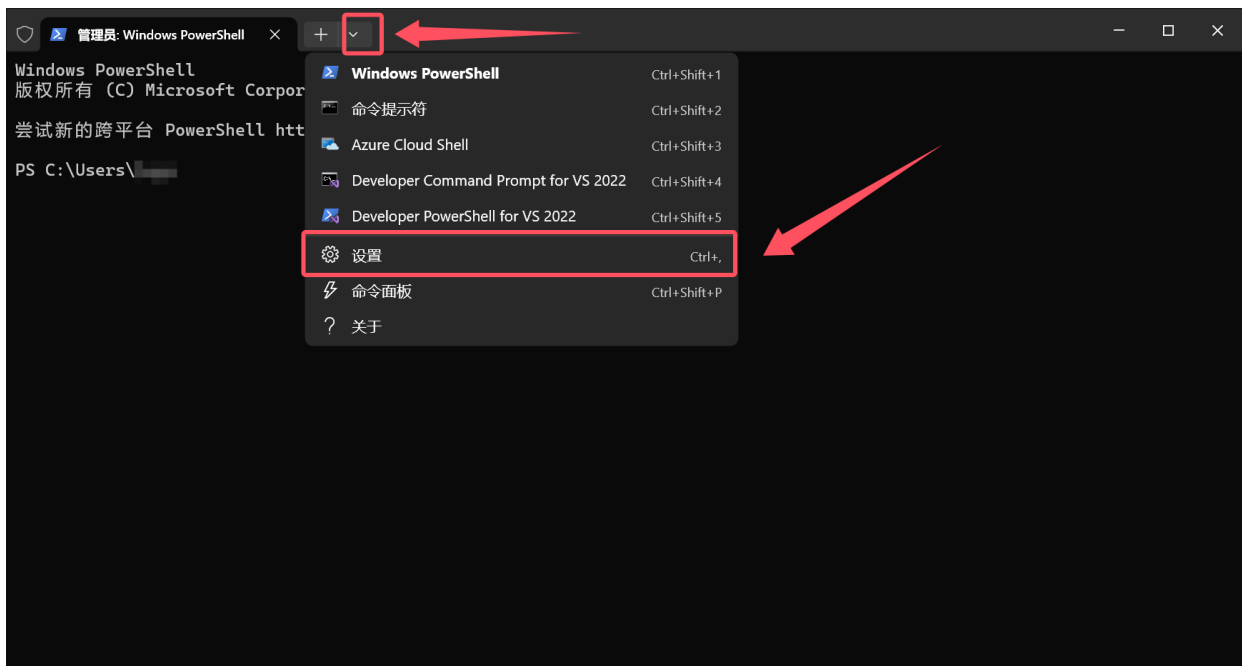 管理员: Windows PowerShell
Windows PowerShell
版权所有 (C) Microsoft Corpor
尝试新的跨平台 PowerShell htt
PS C:\Users\
Windows PowerShell Ctrl+Shift+1
命令提示符 Ctrl+Shift+2
Azure Cloud Shell Ctrl+Shift+3
Developer Command Prompt for VS 2022 Ctrl+Shift+4
Developer PowerShell for VS 2022 Ctrl+Shift+5
设置 Ctrl+,
命令面板 Ctrl+Shift+P
关于